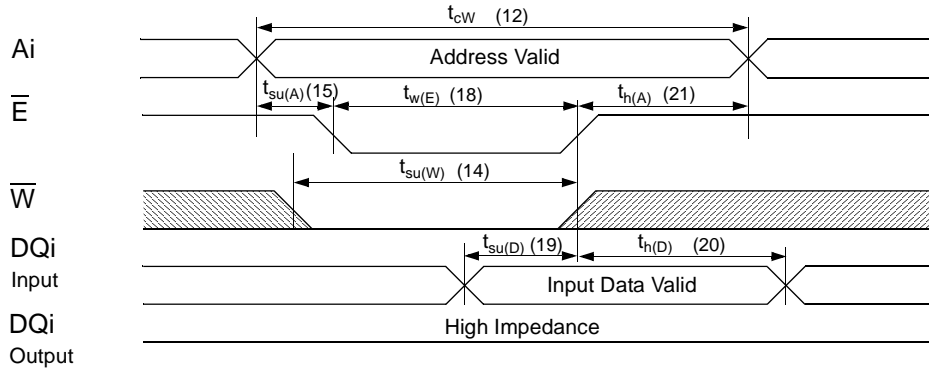 t_cW (12)
Ai
Address Valid
t_su(A) (15)
t_w(E) (18)
t_h(A) (21)
E̅
t_su(W) (14)
W̅
DQi
Input
t_su(D) (19)
t_h(D) (20)
Input Data Valid
DQi
Output
High Impedance